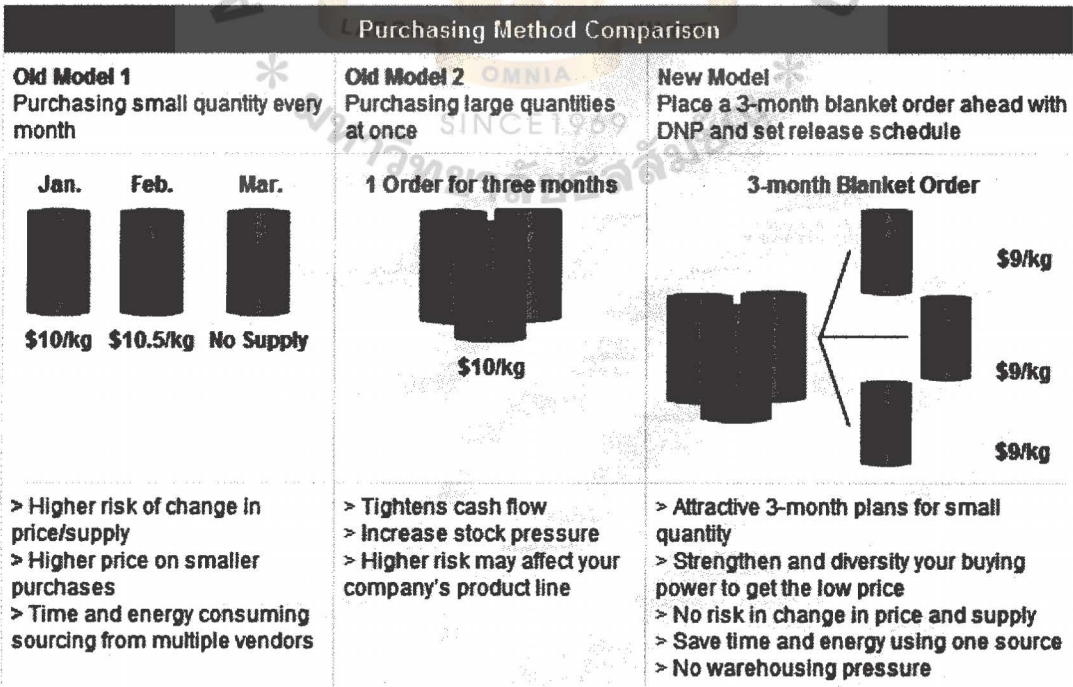 Purchasing Method Comparison
Old Model 1
Purchasing small quantity every
month
Jan. Feb. Mar.
$10/kg $10.5/kg No Supply
> Higher risk of change in
price/supply
> Higher price on smaller
purchases
> Time and energy consuming
sourcing from multiple vendors
Old Model 2
Purchasing large quantities
at once
1 Order for three months
$10/kg
> Tightens cash flow
> Increase stock pressure
> Higher risk may affect your
company's product line
New Model
Place a 3-month blanket order ahead with
DNP and set release schedule
3-month Blanket Order
$9/kg
$9/kg
$9/kg
> Attractive 3-month plans for small
quantity
> Strengthen and diversity your buying
power to get the low price
> No risk in change in price and supply
> Save time and energy using one source
> No warehousing pressure
OMNIA
SINCE 1969